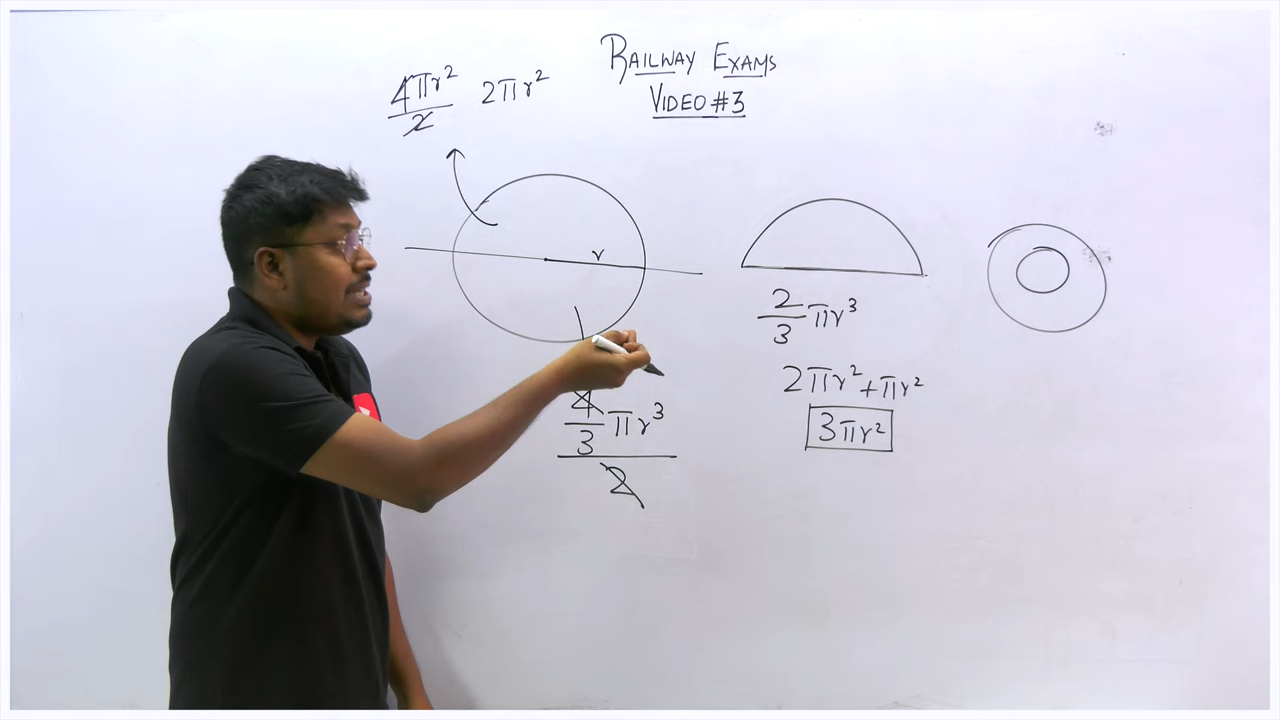 RAILWAY EXAMS
VIDEO #3
4πr²/2 2πr²
r
4/3 πr³ / 2
2/3 πr³
2πr² + πr²
3πr²